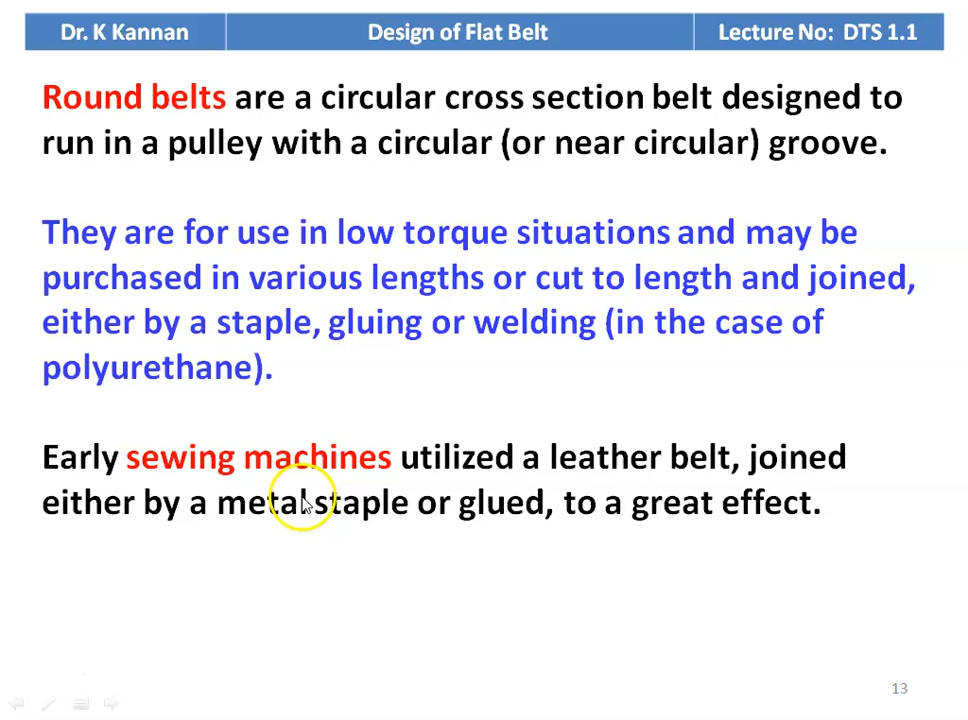 Dr. K Kannan Design of Flat Belt Lecture No: DTS 1.1
Round belts are a circular cross section belt designed to
run in a pulley with a circular (or near circular) groove.
They are for use in low torque situations and may be
purchased in various lengths or cut to length and joined,
either by a staple, gluing or welding (in the case of
polyurethane).
Early sewing machines utilized a leather belt, joined
either by a metal staple or glued, to a great effect.
13